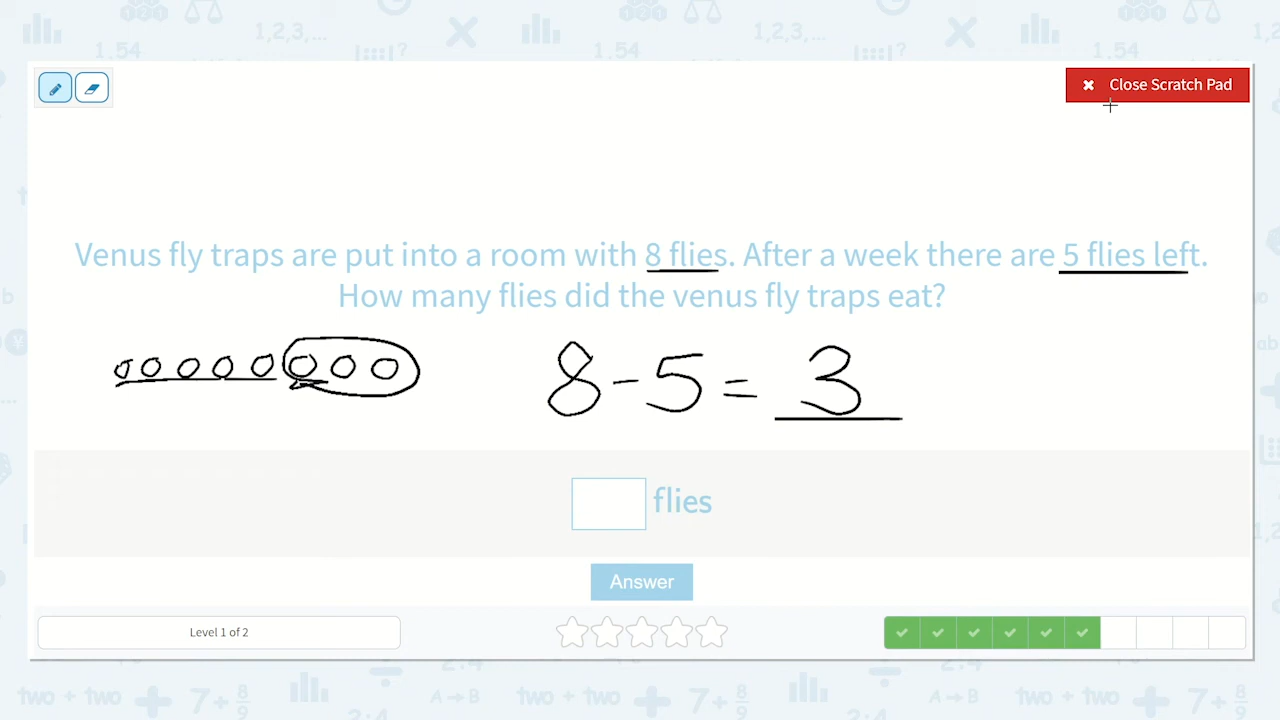 Close Scratch Pad
Venus fly traps are put into a room with 8 flies. After a week there are 5 flies left.
How many flies did the venus fly traps eat?
8-5=3
flies
Answer
Level 1 of 2